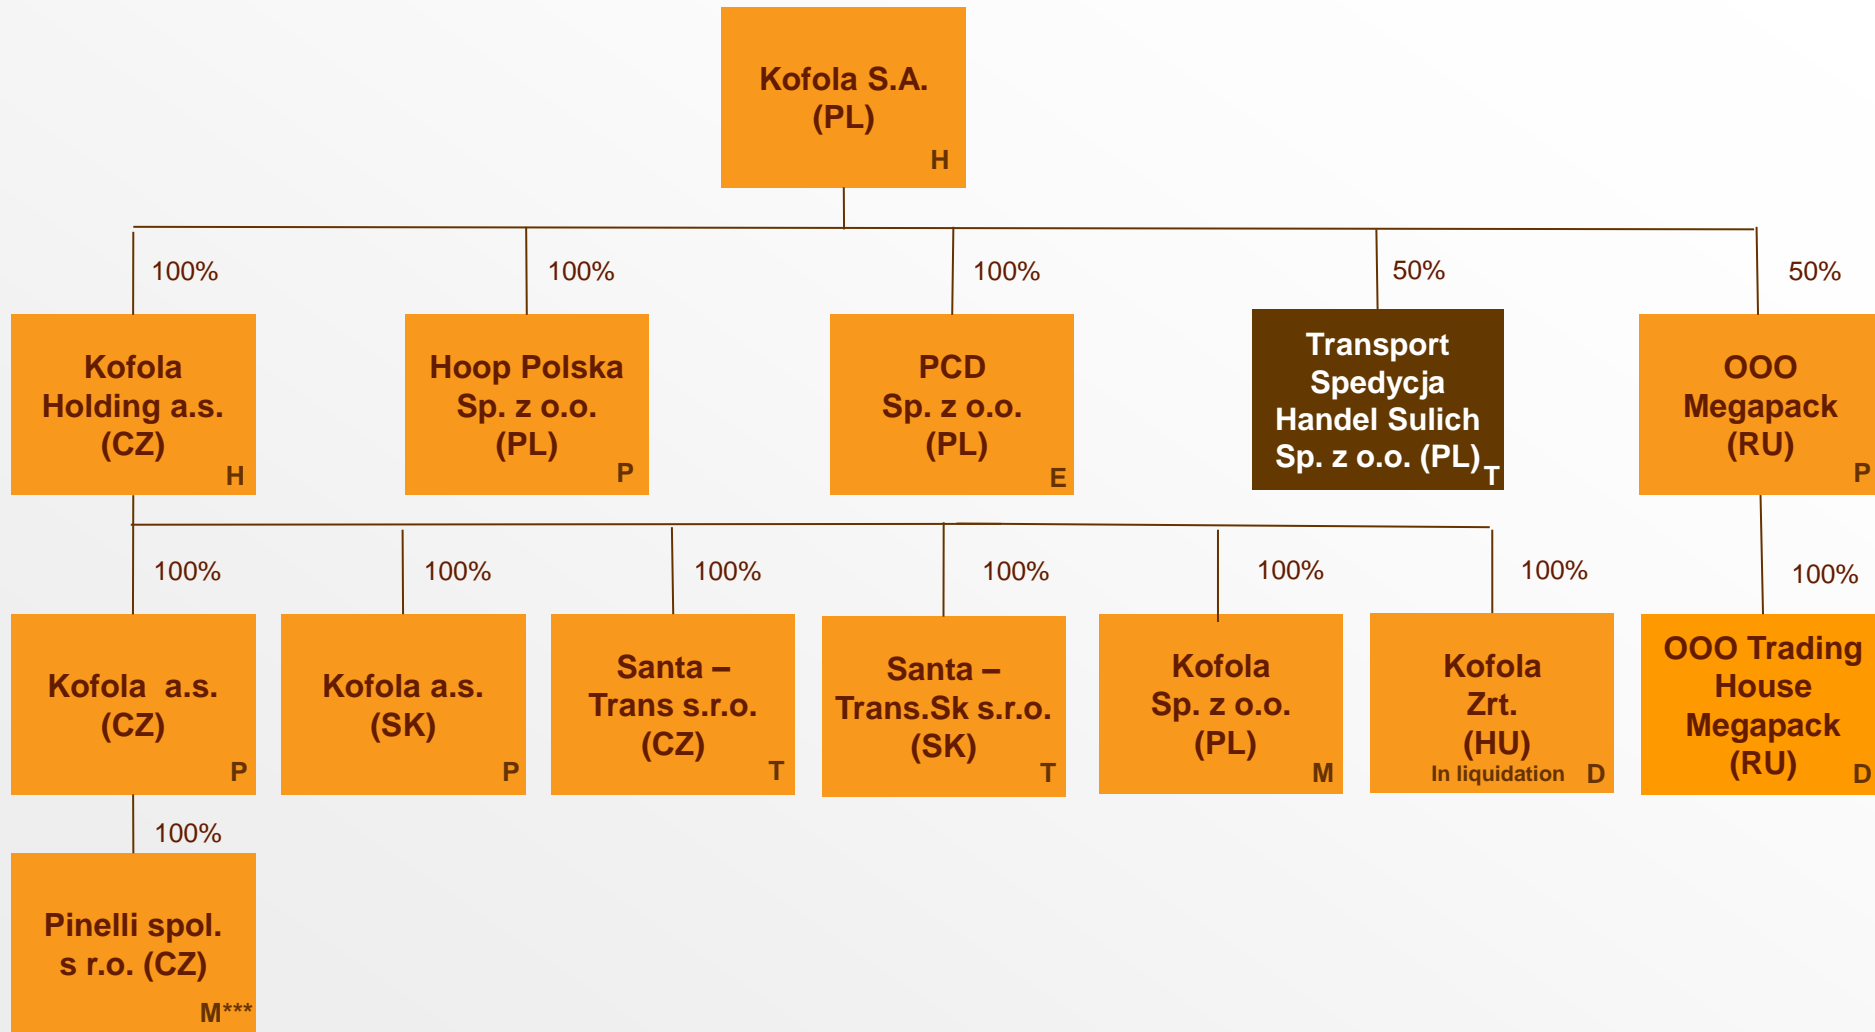 Kofola S.A.
(PL)
H
100%
100%
100%
50%
50%
Kofola
Holding a.s.
(CZ)
H
Hoop Polska
Sp. z o.o.
(PL)
P
PCD
Sp. z o.o.
(PL)
E
Transport
Spedycja
Handel Sulich
Sp. z o.o. (PL)
T
OOO
Megapack
(RU)
P
100%
100%
100%
100%
100%
100%
100%
Kofola a.s.
(CZ)
P
Kofola a.s.
(SK)
P
Santa –
Trans s.r.o.
(CZ)
T
Santa –
Trans.Sk s.r.o.
(SK)
T
Kofola
Sp. z o.o.
(PL)
M
Kofola
Zrt.
(HU)
In liquidation D
OOO Trading
House
Megapack
(RU)
D
100%
Pinelli spol.
s r.o. (CZ)
M***